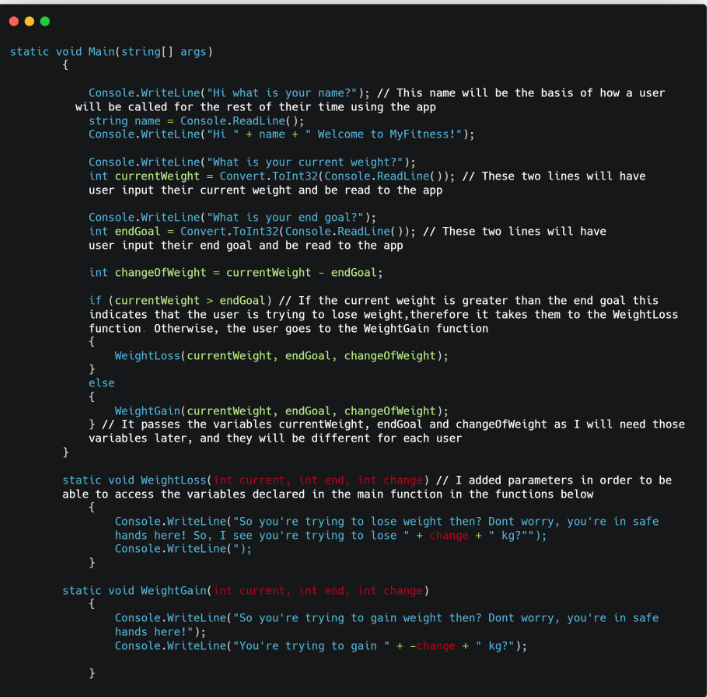 static void Main(string[] args)
{
Console.WriteLine("Hi what is your name?"); // This name will be the basis of how a user
will be called for the rest of their time using the app
string name = Console.ReadLine();
Console.WriteLine("Hi " + name + " Welcome to MyFitness!");
Console.WriteLine("What is your current weight?");
int currentWeight = Convert.ToInt32(Console.ReadLine()); // These two lines will have
user input their current weight and be read to the app
Console.WriteLine("What is your end goal?");
int endGoal = Convert.ToInt32(Console.ReadLine()); // These two lines will have
user input their end goal and be read to the app
int changeOfWeight = currentWeight - endGoal;
if (currentWeight > endGoal) // If the current weight is greater than the end goal this
indicates that the user is trying to lose weight,therefore it takes them to the WeightLoss
function. Otherwise, the user goes to the WeightGain function
{
WeightLoss(currentWeight, endGoal, changeOfWeight);
}
else
{
WeightGain(currentWeight, endGoal, changeOfWeight);
} // It passes the variables currentWeight, endGoal and changeOfWeight as I will need those
variables later, and they will be different for each user
}
static void WeightLoss(int current, int end, int change) // I added parameters in order to be
able to access the variables declared in the main function in the functions below
{
Console.WriteLine("So you're trying to lose weight then? Dont worry, you're in safe
hands here! So, I see you're trying to lose " + change + " kg?"");
Console.WriteLine(");
}
static void WeightGain(int current, int end, int change)
{
Console.WriteLine("So you're trying to gain weight then? Dont worry, you're in safe
hands here!");
Console.WriteLine("You're trying to gain " + -change + " kg?");
}